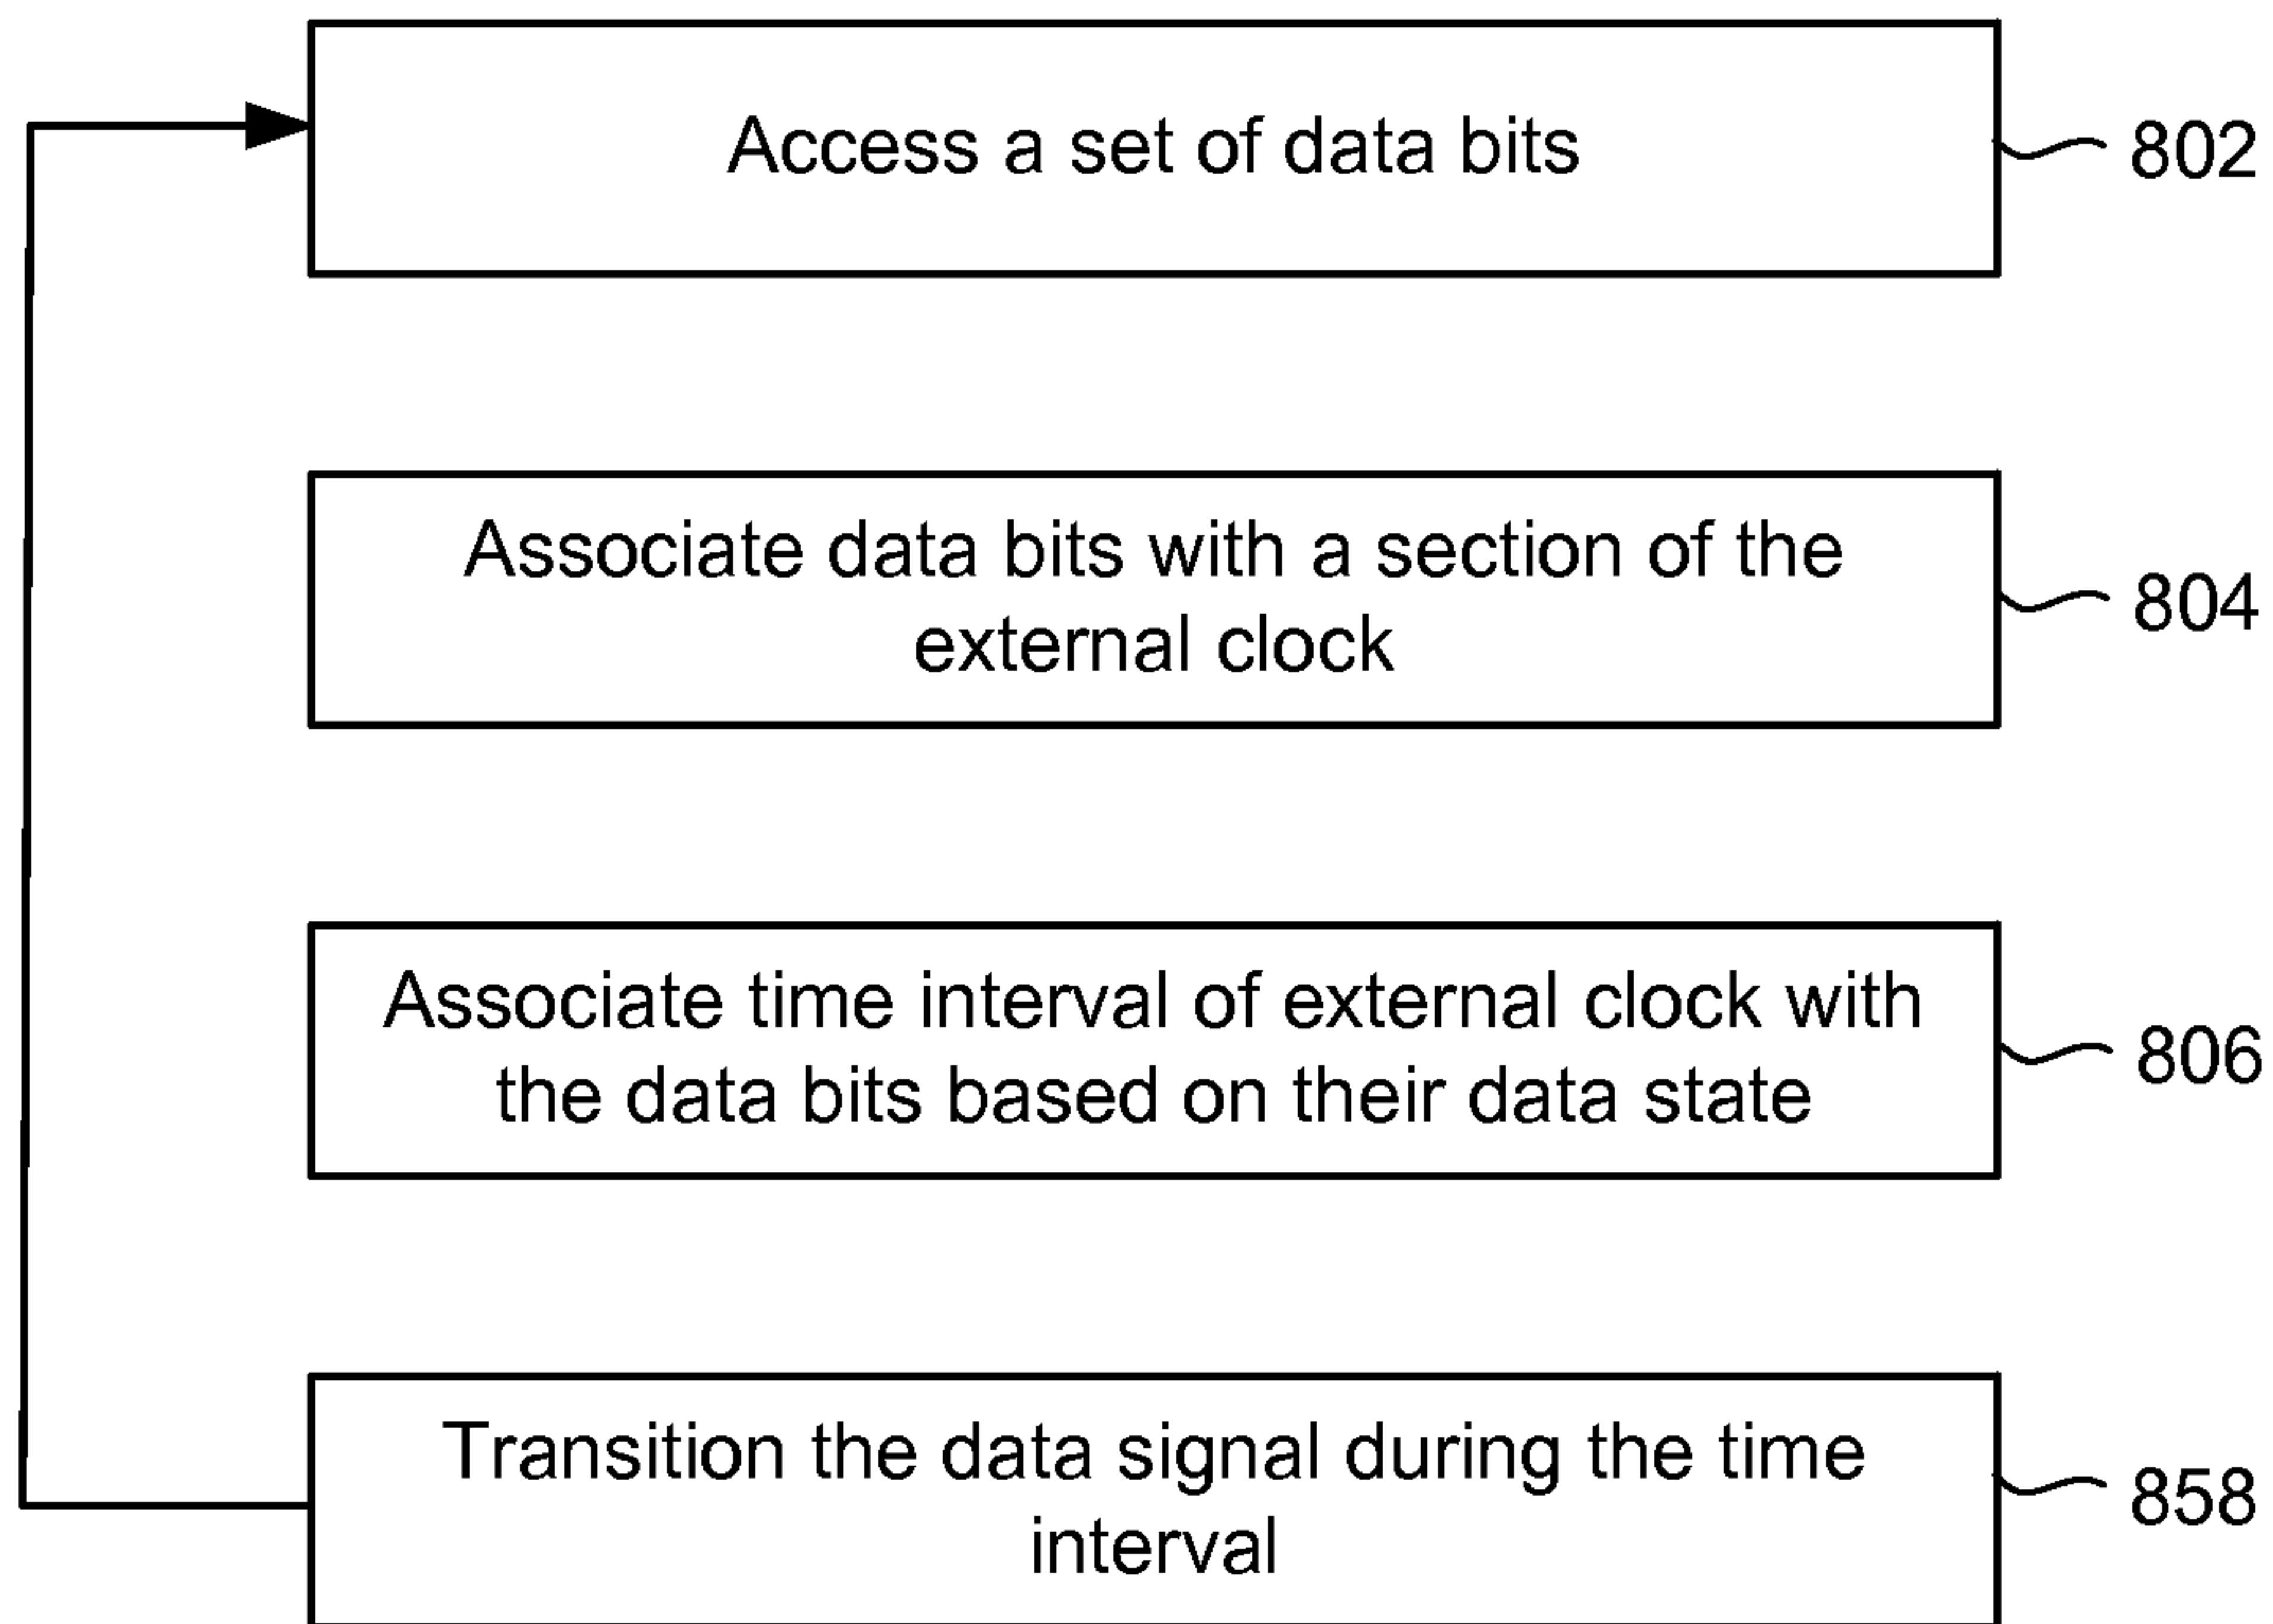 Access a set of data bits
802
Associate data bits with a section of the
external clock
804
Associate time interval of external clock with
the data bits based on their data state
806
Transition the data signal during the time
interval
858